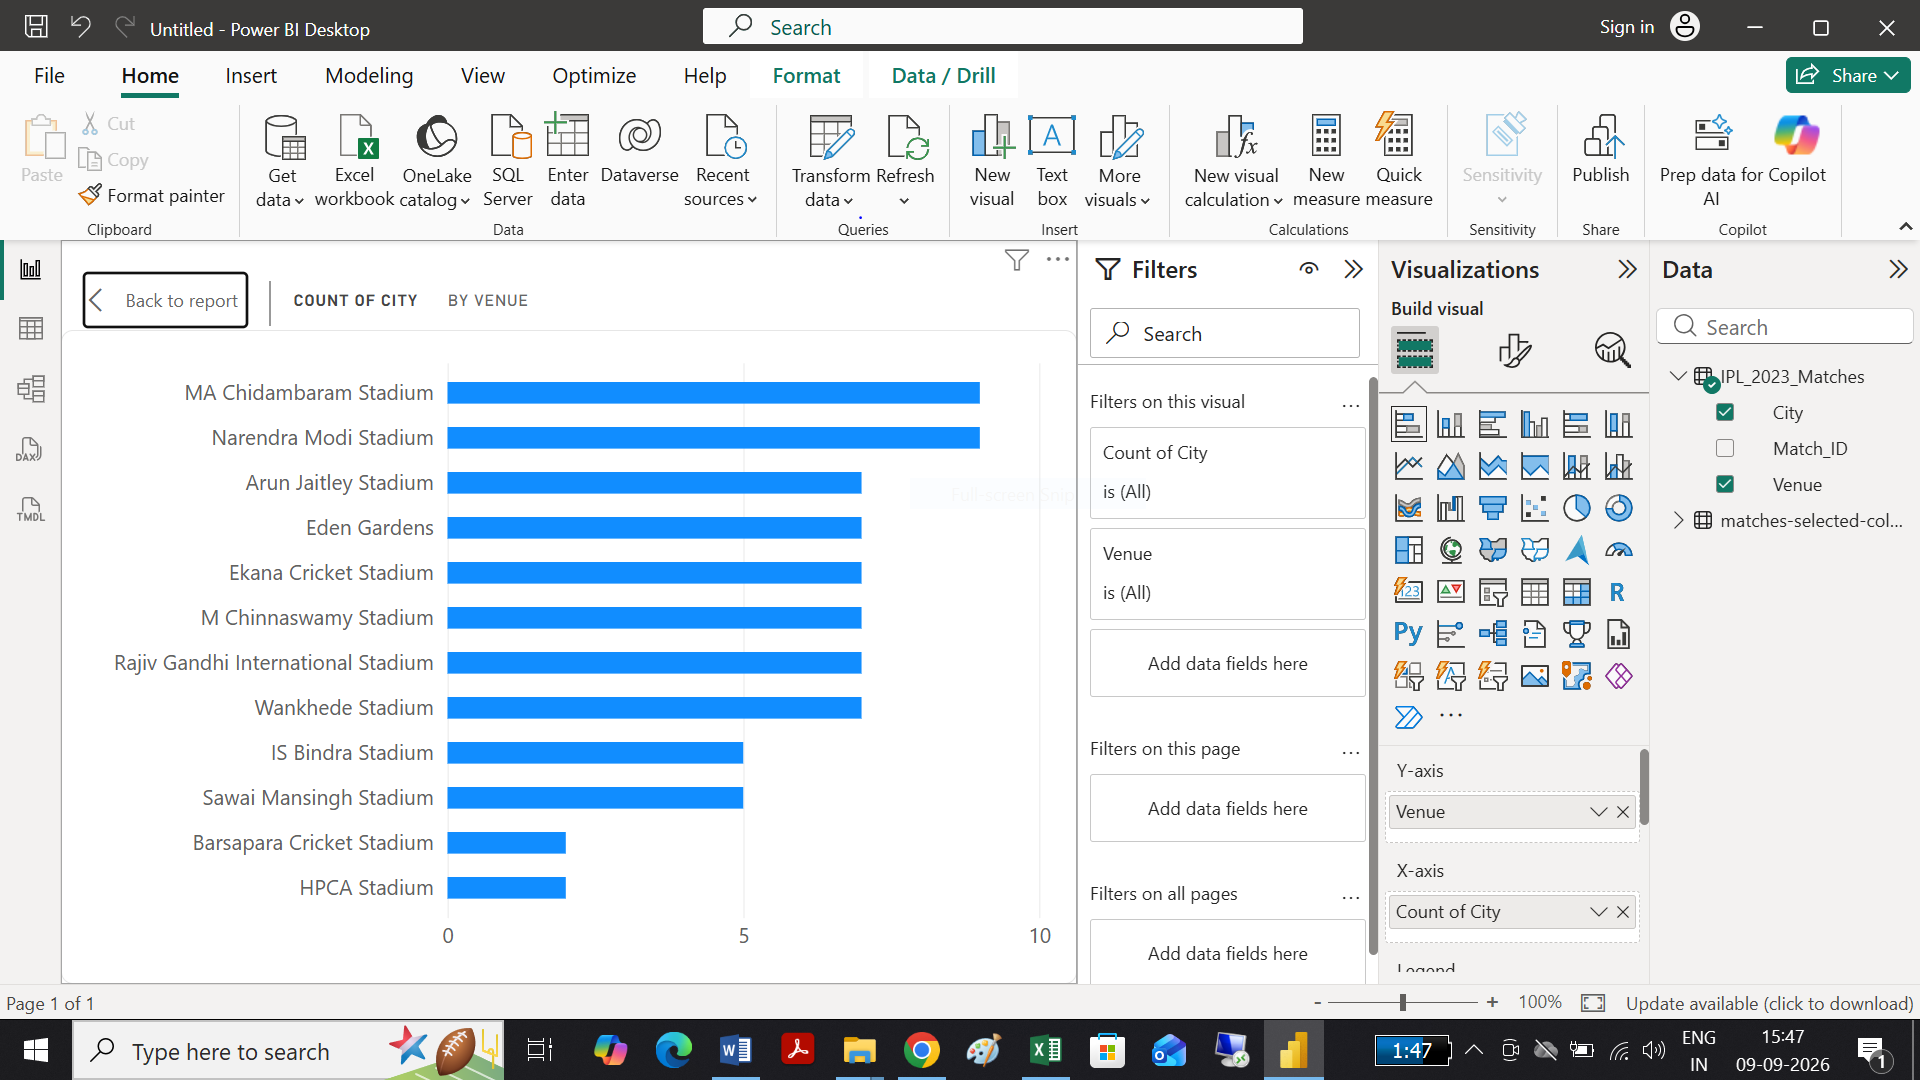 Untitled - Power BI Desktop
Search
Sign in
File
Home
Insert
Modeling
View
Optimize
Help
Format
Data / Drill
Share
Paste
Cut
Copy
Format painter
Clipboard
Get data
Excel workbook
OneLake catalog
SQL Server
Enter data
Dataverse
Recent sources
Data
Transform data
Refresh
Queries
New visual
Text box
More visuals
Insert
New visual calculation
New measure
Quick measure
Calculations
Sensitivity
Sensitivity
Publish
Share
Prep data for AI
Copilot
Copilot
DAX
TMDL
Back to report
COUNT OF CITY
BY VENUE
MA Chidambaram Stadium
Narendra Modi Stadium
Arun Jaitley Stadium
Eden Gardens
Ekana Cricket Stadium
M Chinnaswamy Stadium
Rajiv Gandhi International Stadium
Wankhede Stadium
IS Bindra Stadium
Sawai Mansingh Stadium
Barsapara Cricket Stadium
HPCA Stadium
0
5
10
Full-screen Snip
Filters
Search
Filters on this visual
Count of City
is (All)
Venue
is (All)
Add data fields here
Filters on this page
Add data fields here
Filters on all pages
Add data fields here
Visualizations
Build visual
123
R
Py
Y-axis
Venue
X-axis
Count of City
Legend
Data
Search
IPL_2023_Matches
City
Match_ID
Venue
matches-selected-col...
Page 1 of 1
- + 100%
Update available (click to download)
Type here to search
1:47
ENG
IN
15:47
09-09-2026
1